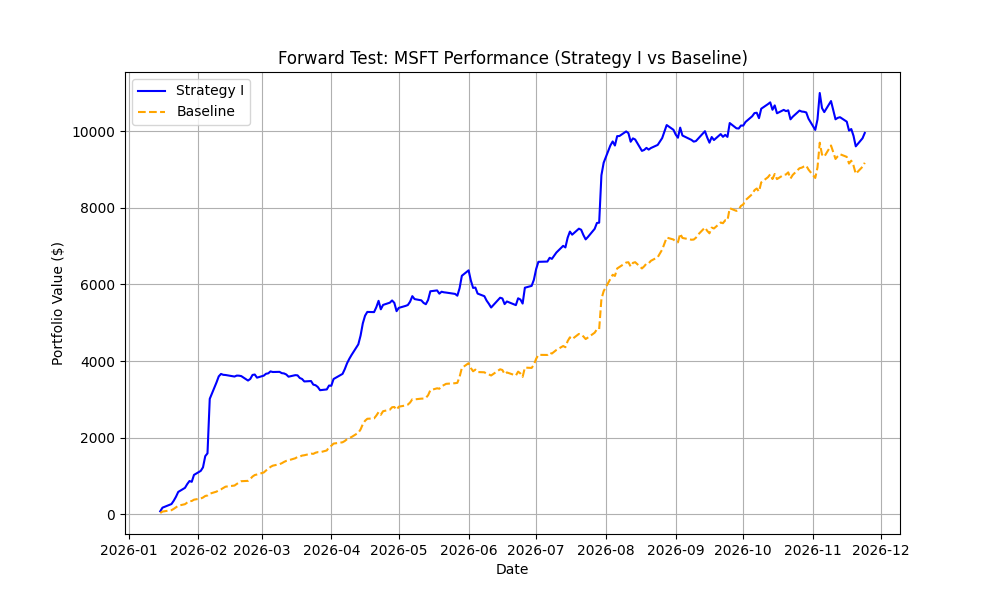 Forward Test: MSFT Performance (Strategy I vs Baseline)
Strategy I
Baseline
Portfolio Value ($)
10000
8000
6000
4000
2000
0
2026-01 2026-02 2026-03 2026-04 2026-05 2026-06 2026-07 2026-08 2026-09 2026-10 2026-11 2026-12
Date